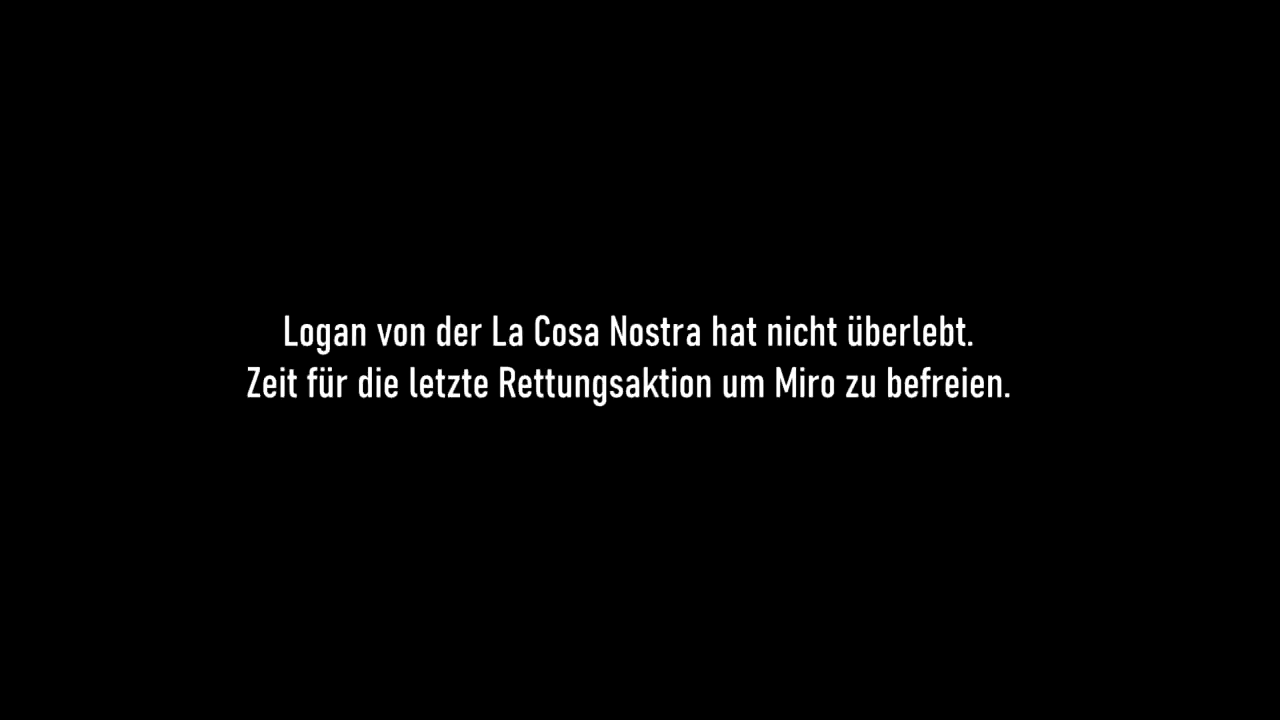 Logan von der La Cosa Nostra hat nicht überlebt.
Zeit für die letzte Rettungsaktion um Miro zu befreien.